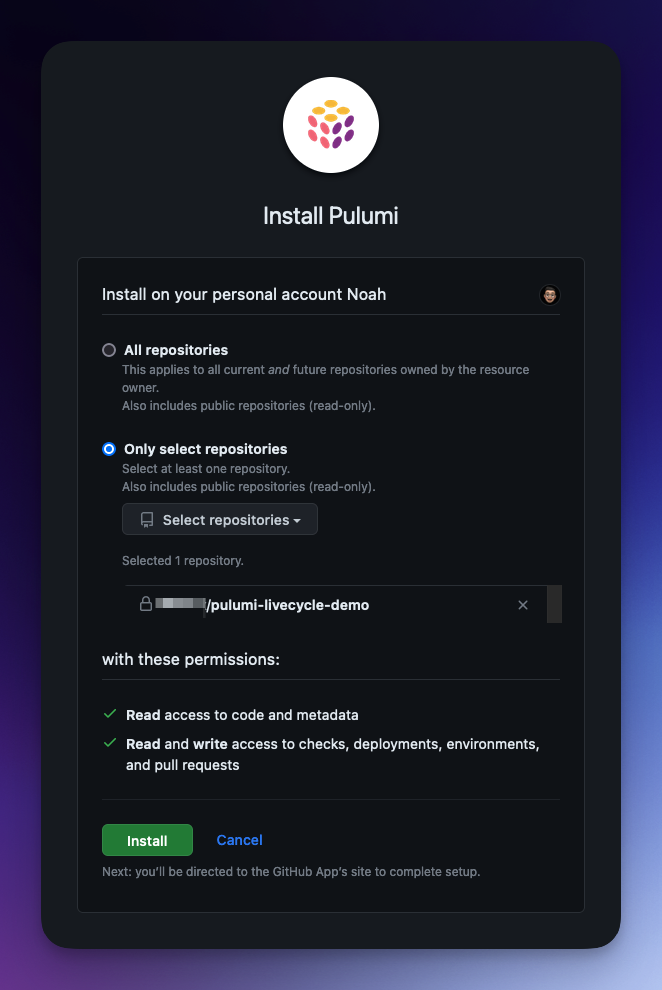 Install Pulumi
Install on your personal account Noah
All repositories
This applies to all current and future repositories owned by the resource
owner.
Also includes public repositories (read-only).
Only select repositories
Select at least one repository.
Also includes public repositories (read-only).
Select repositories
Selected 1 repository.
/pulumi-livecycle-demo
with these permissions:
Read access to code and metadata
Read and write access to checks, deployments, environments,
and pull requests
Install Cancel
Next: you'll be directed to the GitHub App's site to complete setup.